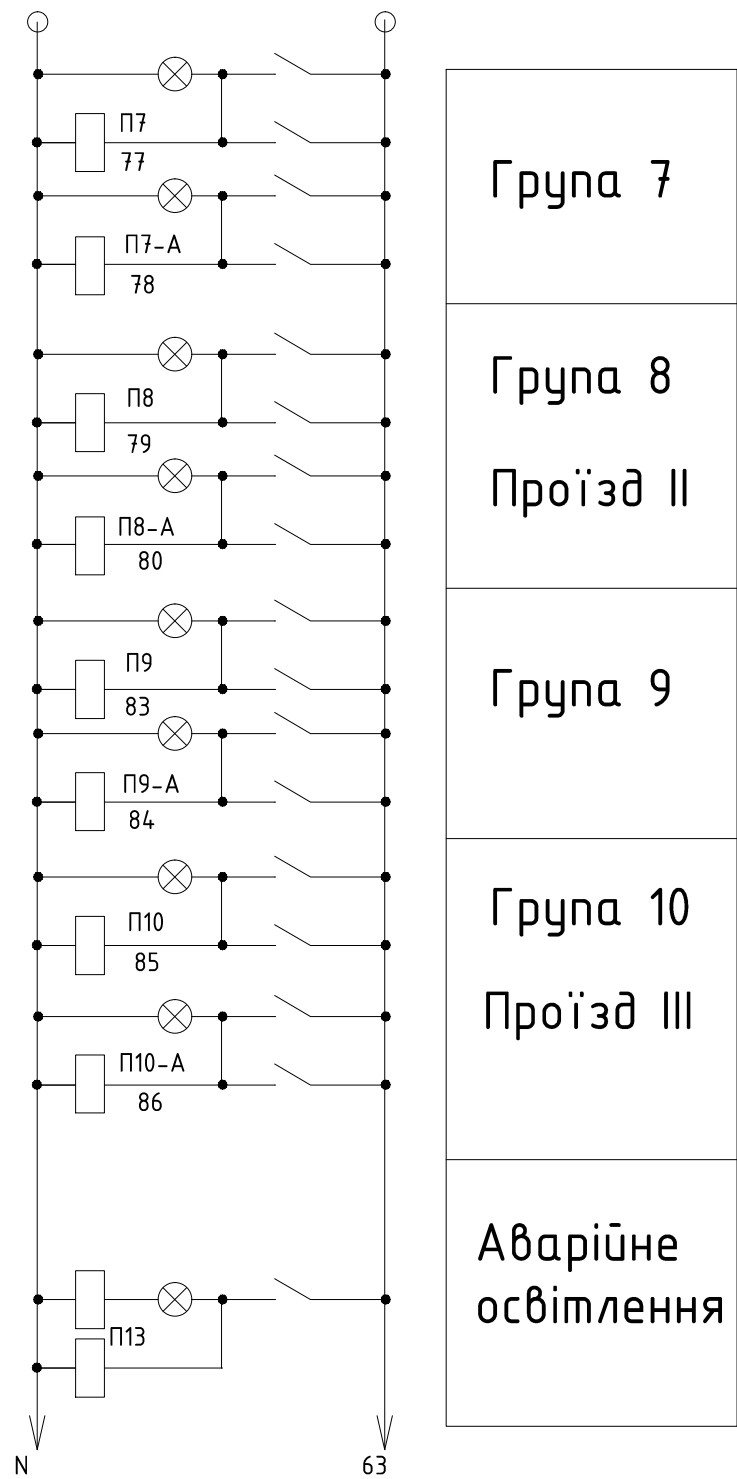 П7
77
Група 7
П7-А
78
П8
79
Група 8
Проїзд II
П8-А
80
П9
83
Група 9
П9-А
84
П10
85
Група 10
Проїзд III
П10-А
86
Аварійне
освітлення
П13
N
63